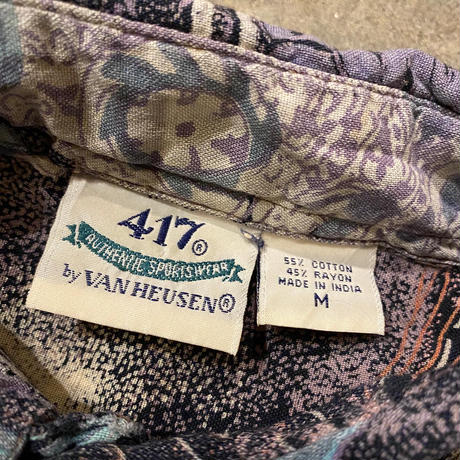 417®
AUTHENTIC SPORTSWEAR
by VAN HEUSEN®
55% COTTON
45% RAYON
MADE IN INDIA
M